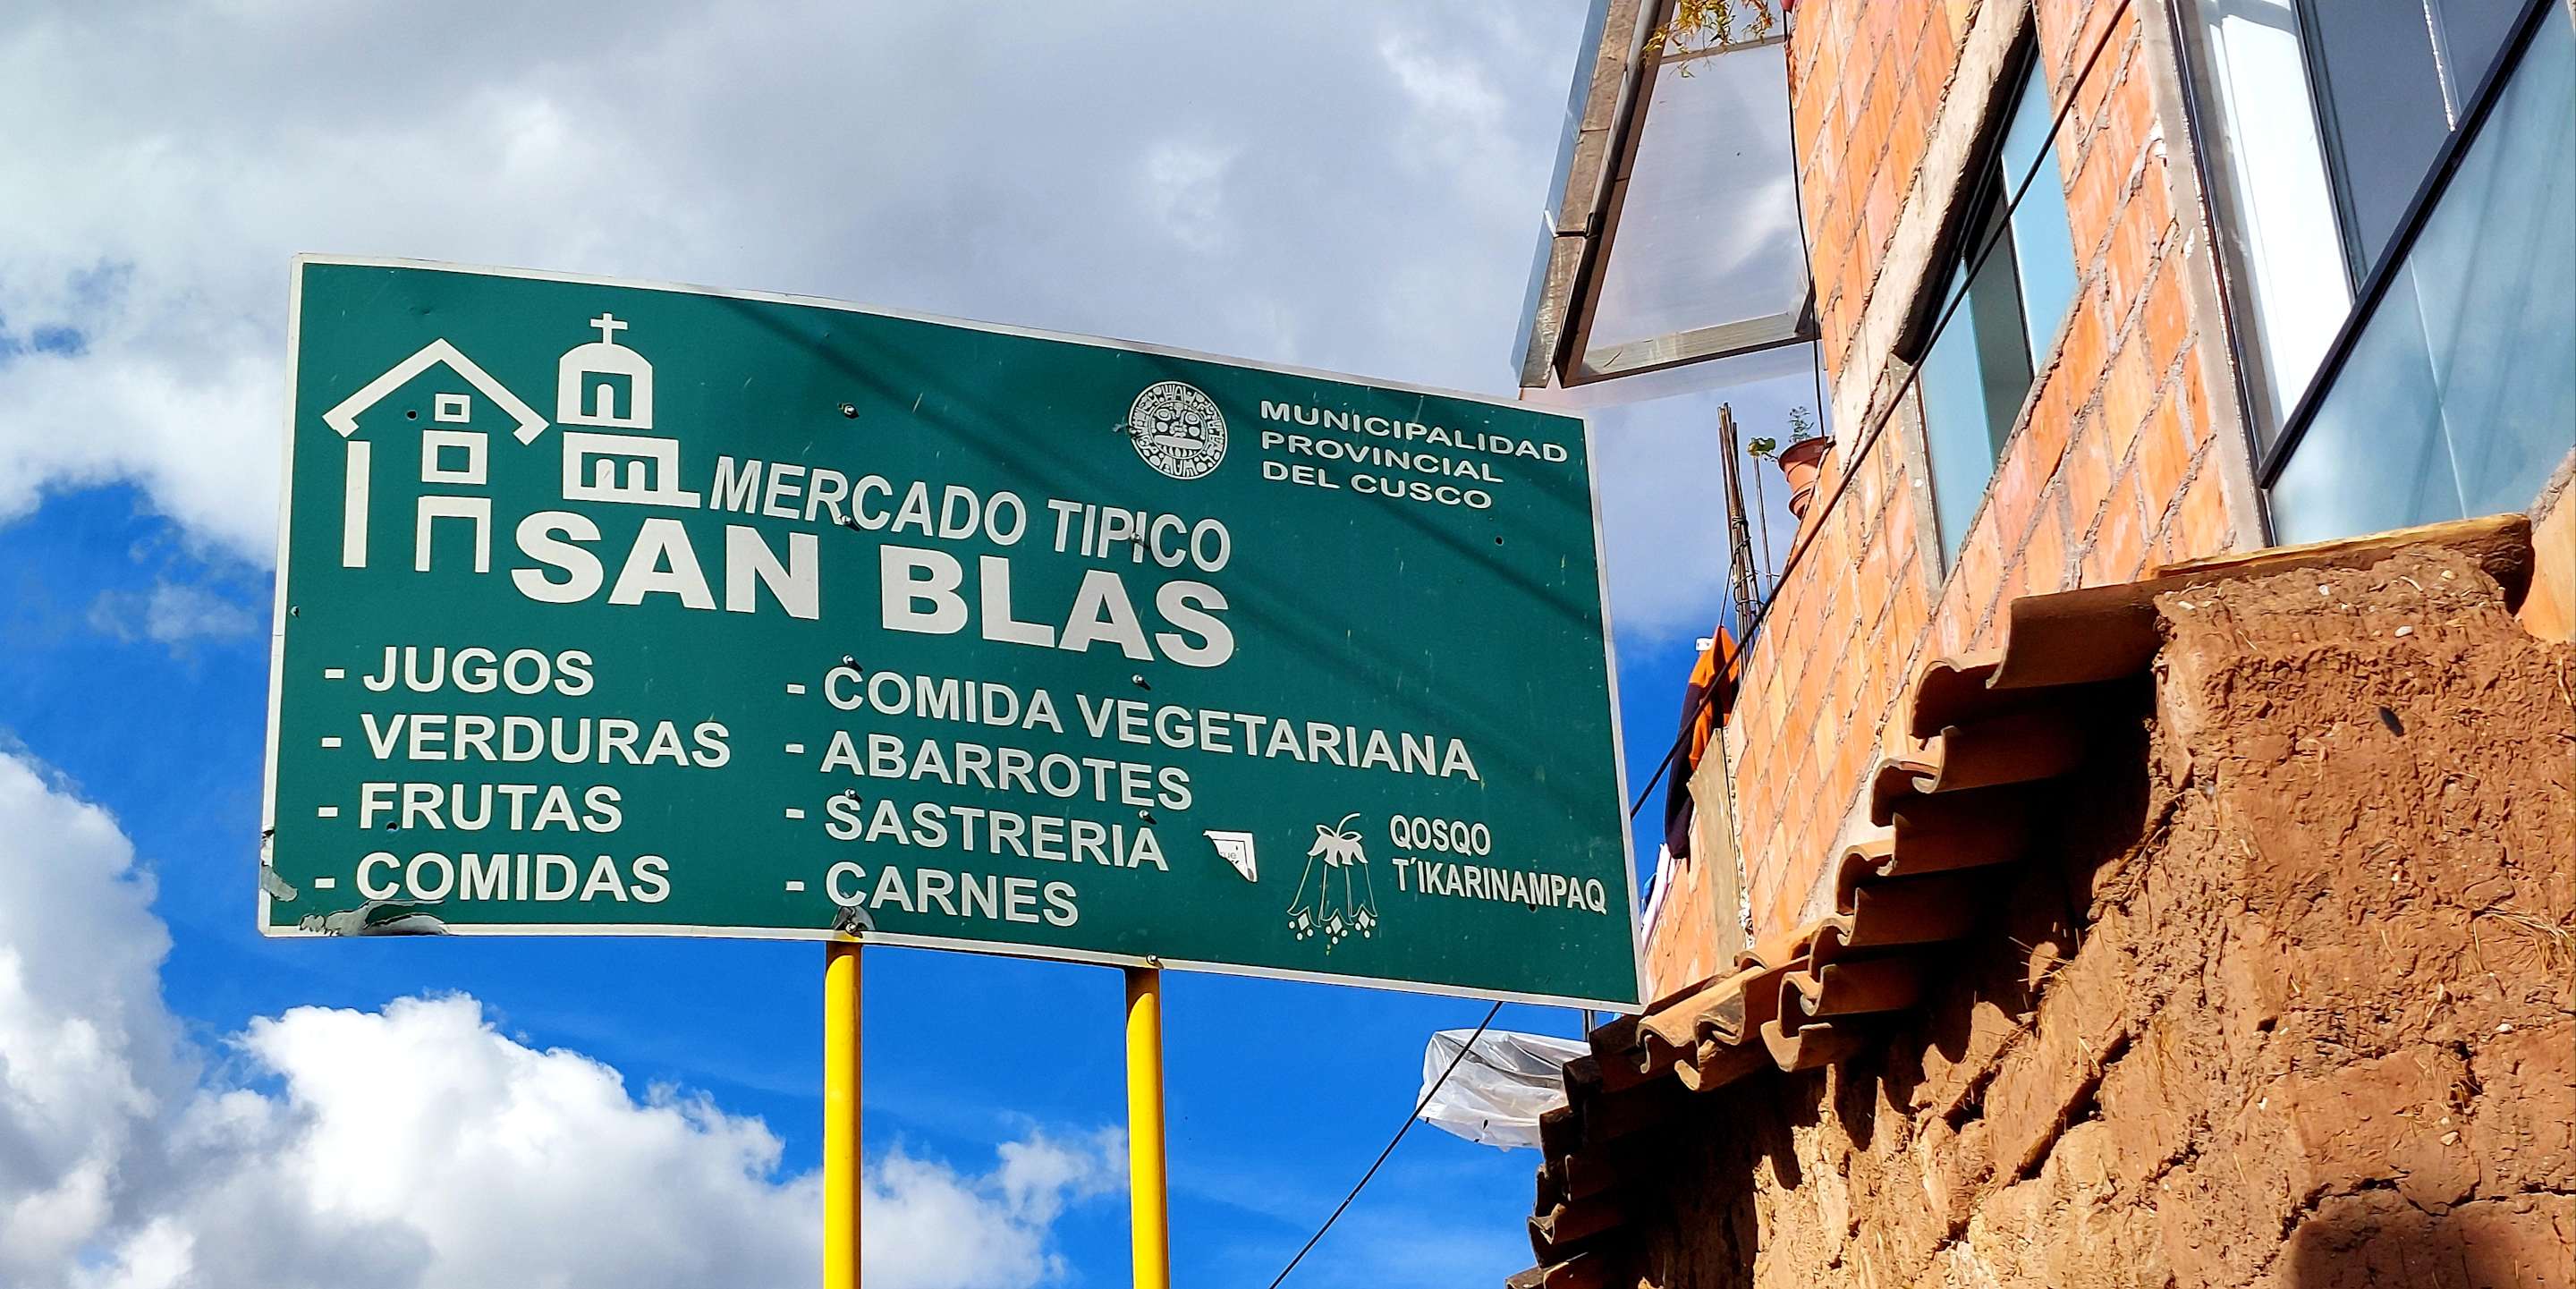 MUNICIPALIDAD
PROVINCIAL
DEL CUSCO
MERCADO TIPICO
SAN BLAS
- JUGOS
- VERDURAS
- FRUTAS
- COMIDAS
- COMIDA VEGETARIANA
- ABARROTES
- SASTRERIA
- CARNES
QOSQO
T´IKARINAMPAQ